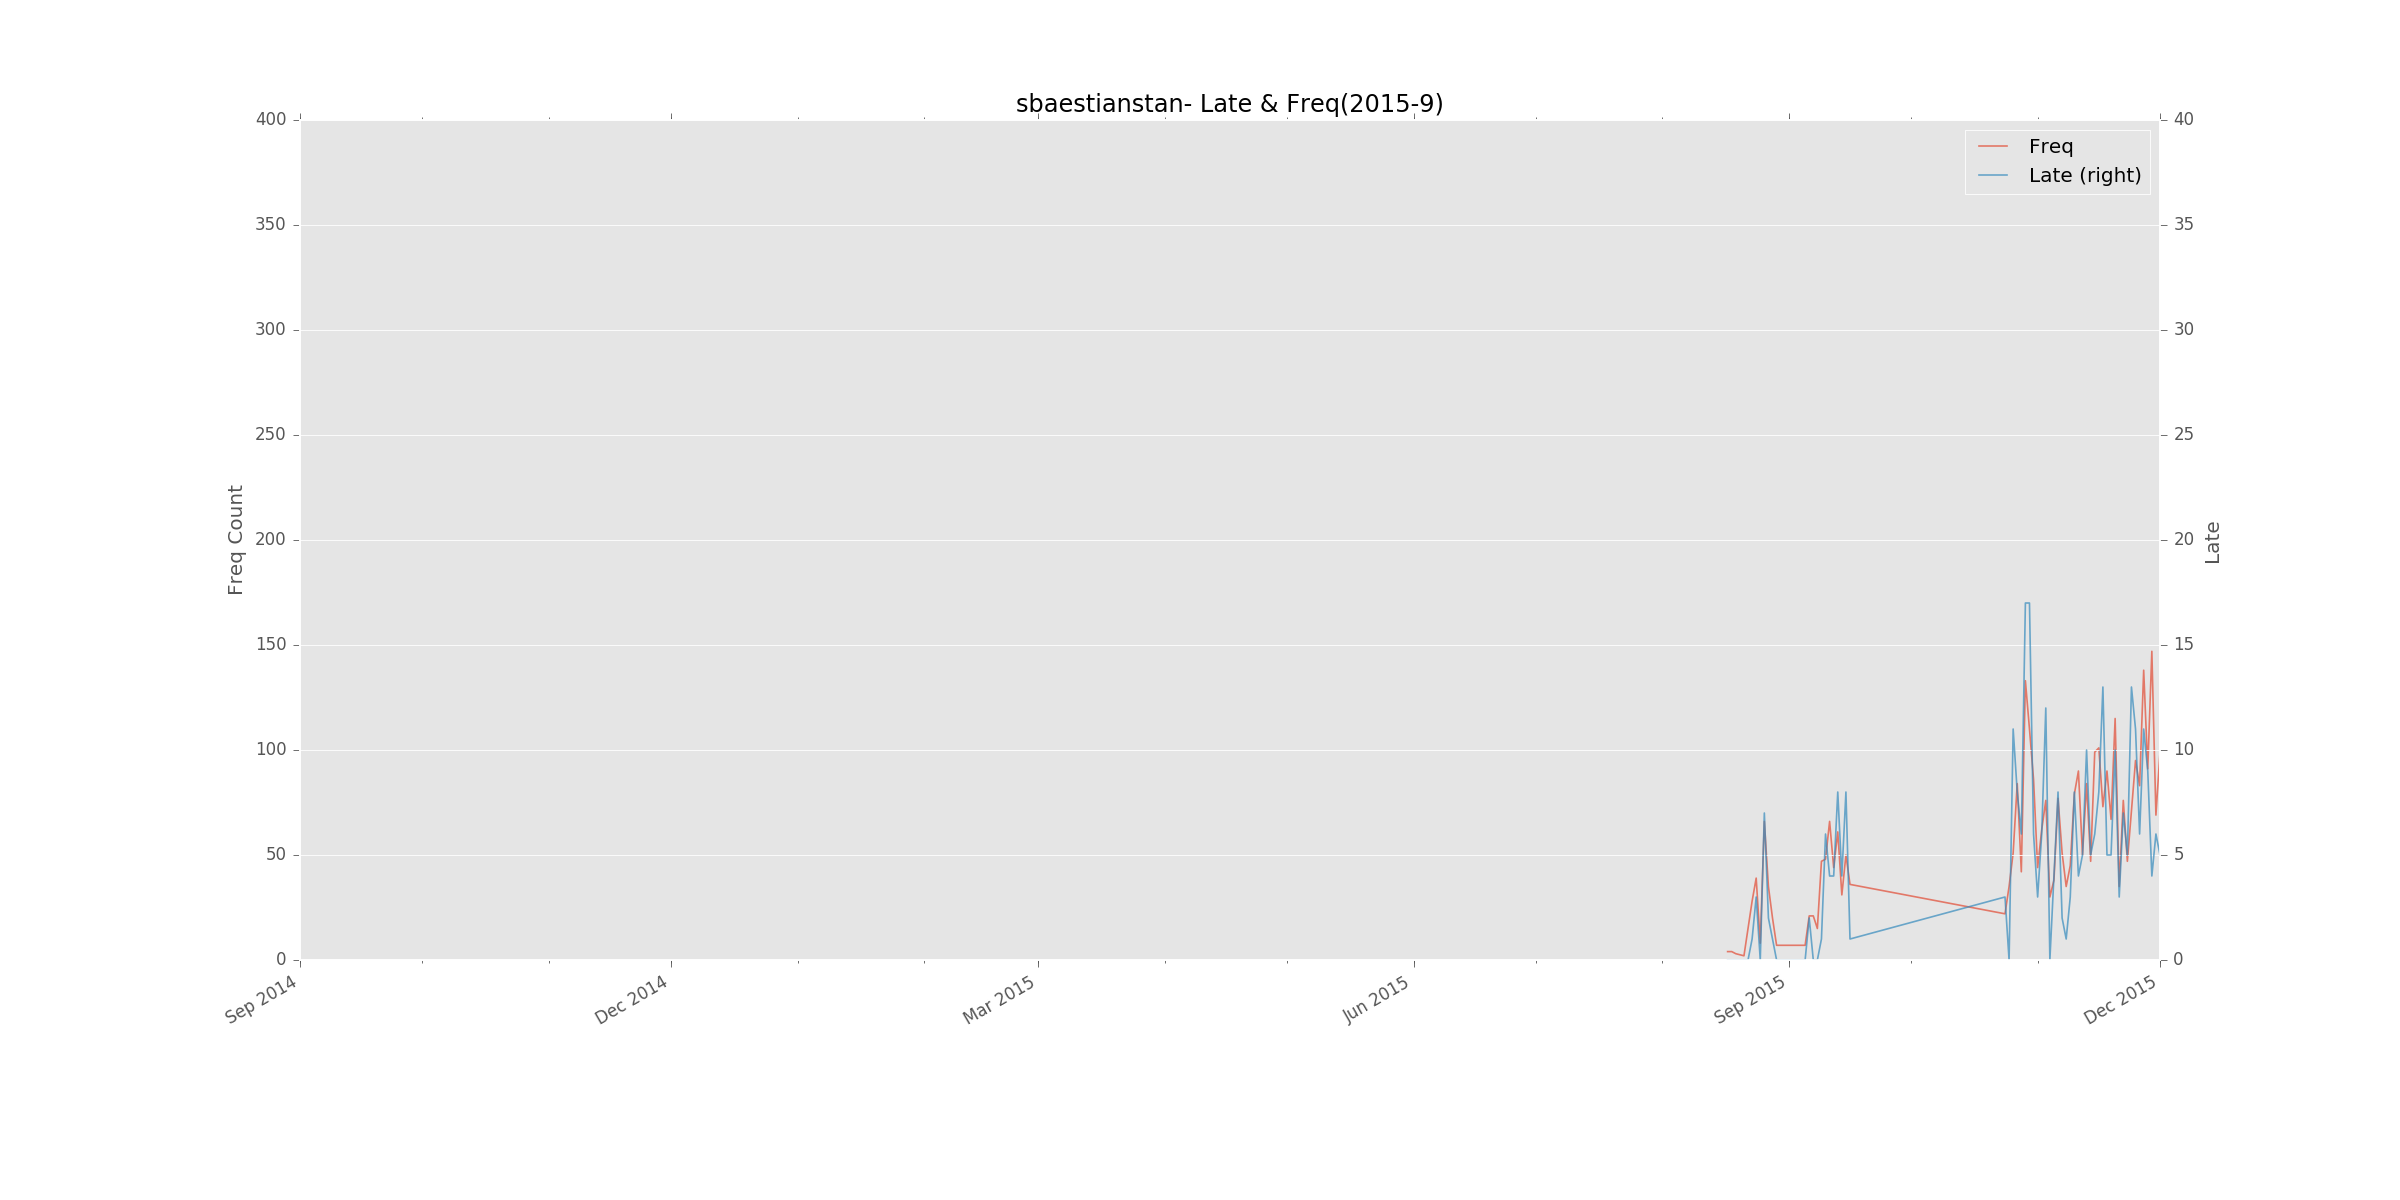 sbaestianstan- Late & Freq(2015-9)
400
350
300
250
200
150
100
50
0
Freq Count
40
35
30
25
20
15
10
5
0
Late
Freq
Late (right)
Sep 2014
Dec 2014
Mar 2015
Jun 2015
Sep 2015
Dec 2015